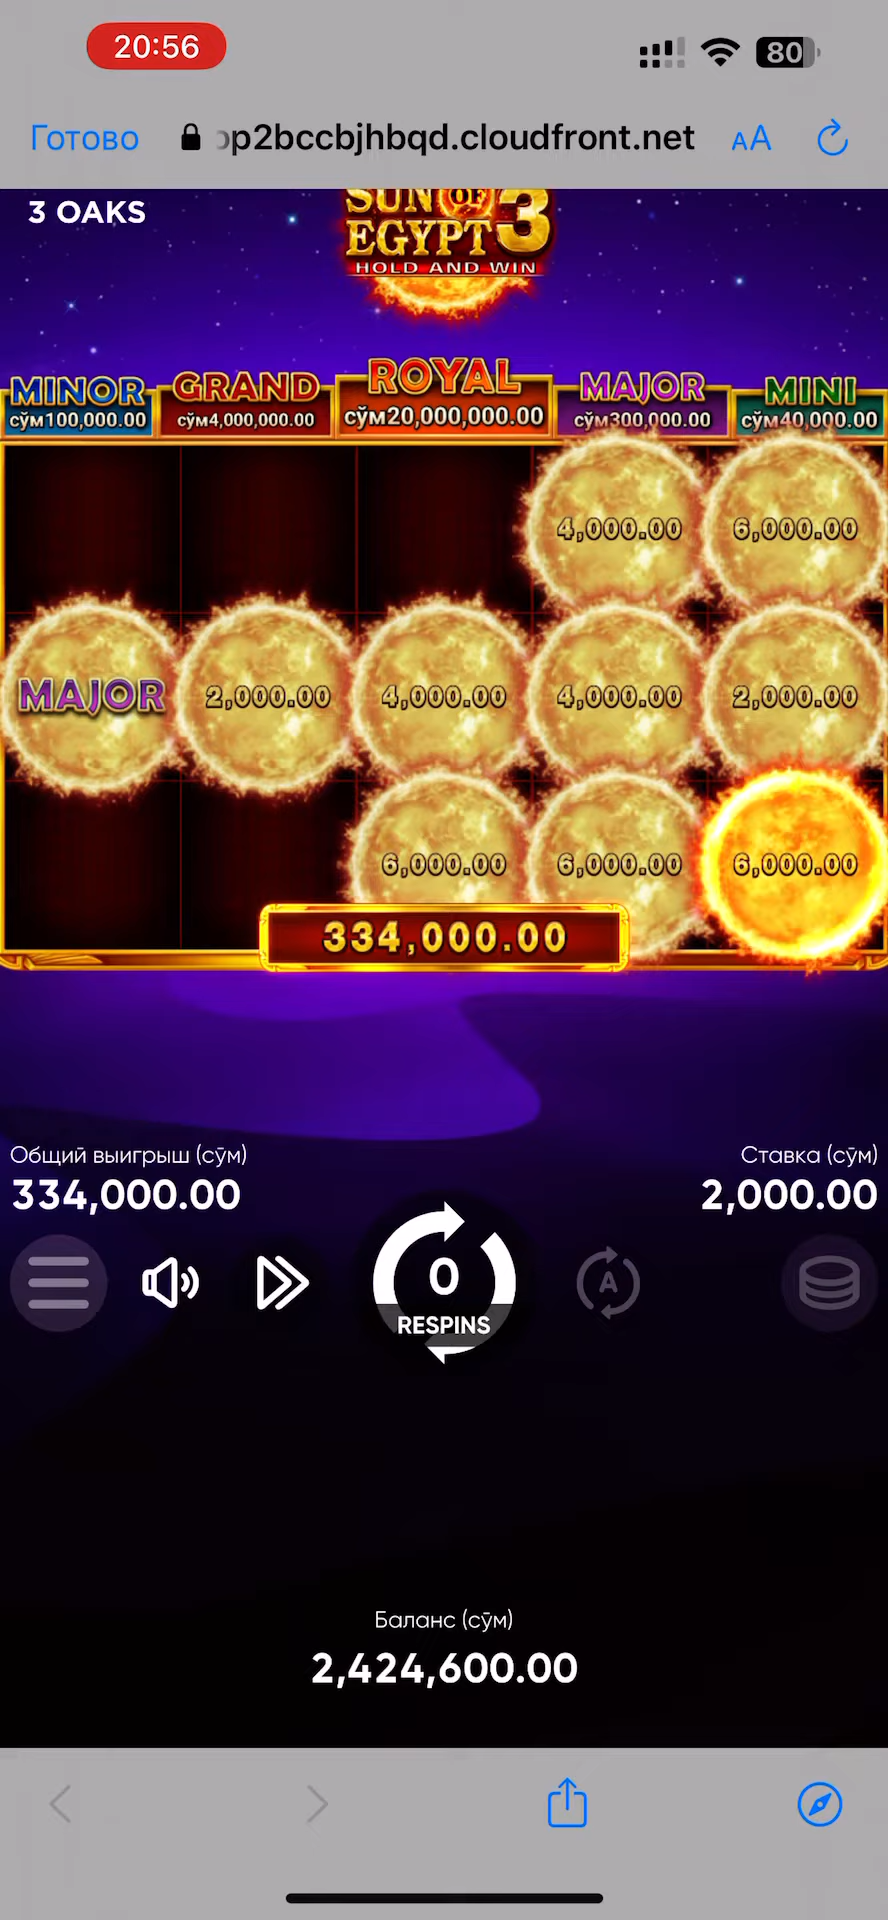 20:56
80
Готово
op2bccbjhbqd.cloudfront.net
AA
3 OAKS
SUN OF
EGYPT 3
HOLD AND WIN
MINOR
сўм100,000.00
GRAND
сўм4,000,000.00
ROYAL
сўм20,000,000.00
MAJOR
сўм300,000.00
MINI
сўм40,000.00
4,000.00 6,000.00
MAJOR 2,000.00 4,000.00 4,000.00 2,000.00
6,000.00 6,000.00 6,000.00
334,000.00
Общий выигрыш (сўм)
334,000.00
Ставка (сўм)
2,000.00
0
RESPINS
A
Баланс (сўм)
2,424,600.00